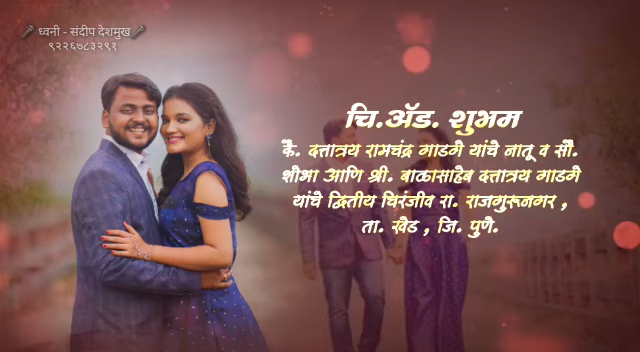 🎤 ध्वनी - संदीप देशमुख 🎤
९२२६७८३२९१
चि.ॲड. शुभम
कै. दत्तात्रय रामचंद्र गाडगे यांचे नातू व सौ.
शोभा आणि श्री. बाळासाहेब दत्तात्रय गाडगे
यांचे द्वितीय चिरंजीव रा. राजगुरूनगर ,
ता. खेड , जि. पुणे.